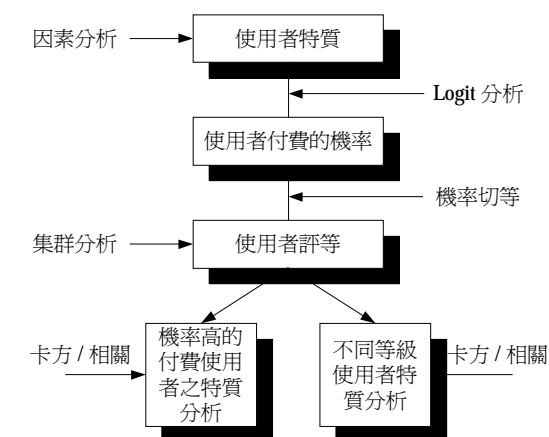 因素分析
使用者特質
Logit 分析
使用者付費的機率
機率切等
集群分析
使用者評等
卡方 / 相關
機率高的
付費使用
者之特質
分析
不同等級
使用者特
質分析
卡方 / 相關